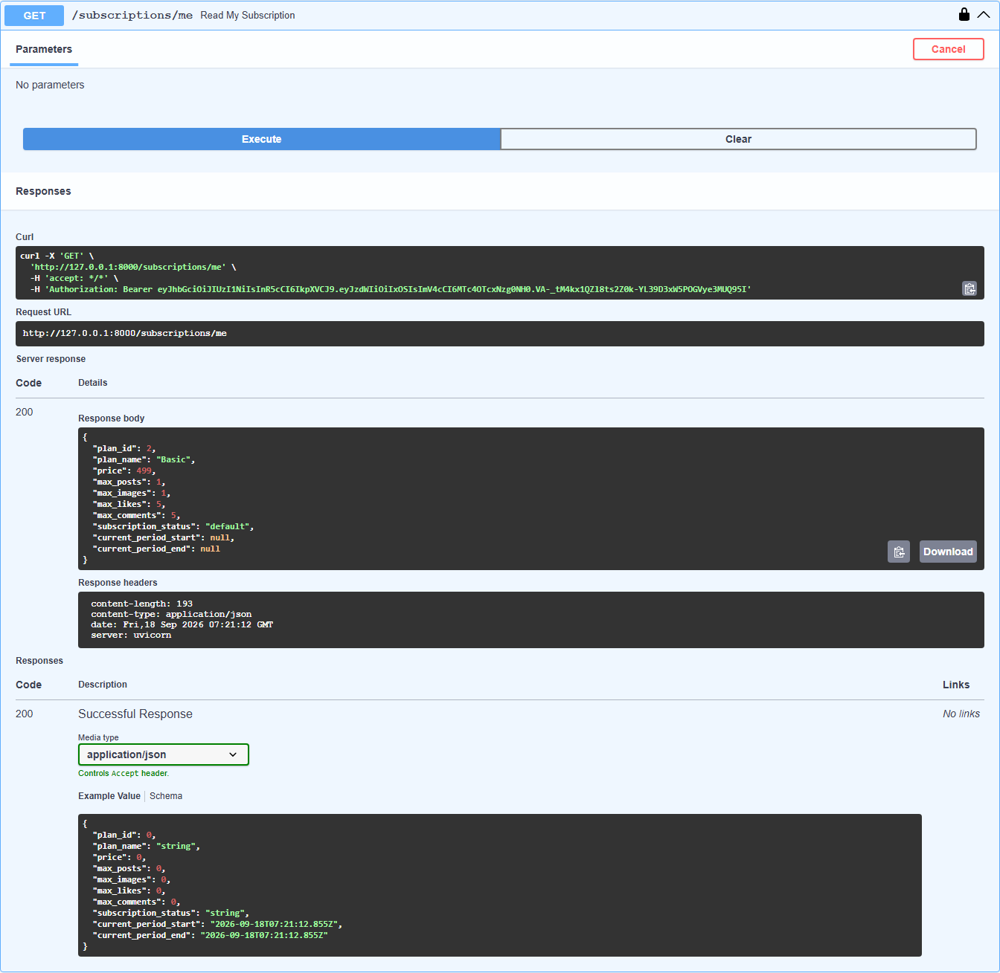 GET /subscriptions/me Read My Subscription
Parameters
Cancel
No parameters
Execute
Clear
Responses
Curl
curl -X 'GET' \
'http://127.0.0.1:8000/subscriptions/me' \
-H 'accept: */*' \
-H 'Authorization: Bearer eyJhbGciOiJIUzI1NiIsInR5cCI6IkpXVCJ9.eyJzdWIiOiIxOSIsImV4cCI6MTc4OTcxNzg0NH0.VA-_tM4kx1QZl8ts2Z0k-YL39D3xW5POGVye3MUQ95I'
Request URL
http://127.0.0.1:8000/subscriptions/me
Server response
Code Details
200
Response body
{
"plan_id": 2,
"plan_name": "Basic",
"price": 499,
"max_posts": 1,
"max_images": 1,
"max_likes": 5,
"max_comments": 5,
"subscription_status": "default",
"current_period_start": null,
"current_period_end": null
}
Download
Response headers
content-length: 193
content-type: application/json
date: Fri,18 Sep 2026 07:21:12 GMT
server: uvicorn
Responses
Code Description Links
200 Successful Response No links
Media type
application/json
Controls Accept header.
Example Value Schema
{
"plan_id": 0,
"plan_name": "string",
"price": 0,
"max_posts": 0,
"max_images": 0,
"max_likes": 0,
"max_comments": 0,
"subscription_status": "string",
"current_period_start": "2026-09-18T07:21:12.855Z",
"current_period_end": "2026-09-18T07:21:12.855Z"
}